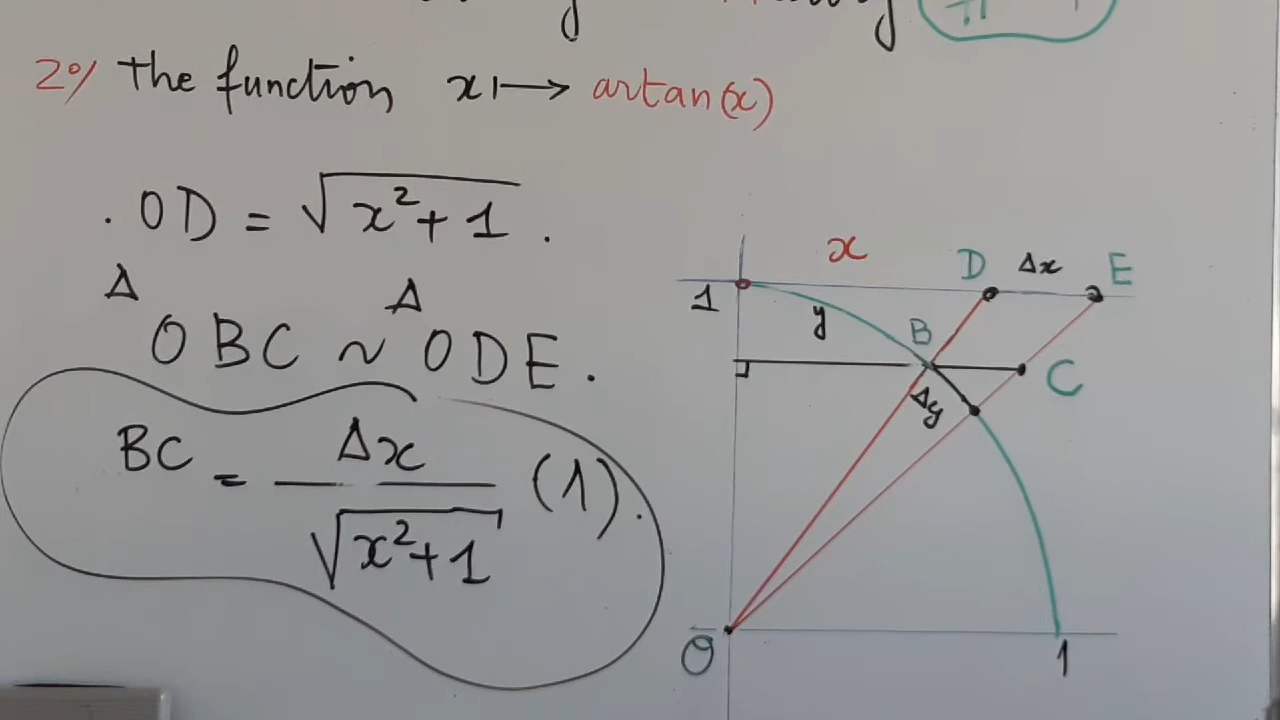 2°/ The function x ↦ artan(x)
. OD = √(x²+1) .
Δ OBC ~ Δ ODE .
BC = Δx / √(x²+1) (1) .
x D Δx E
1
y B
C
Δy
O 1